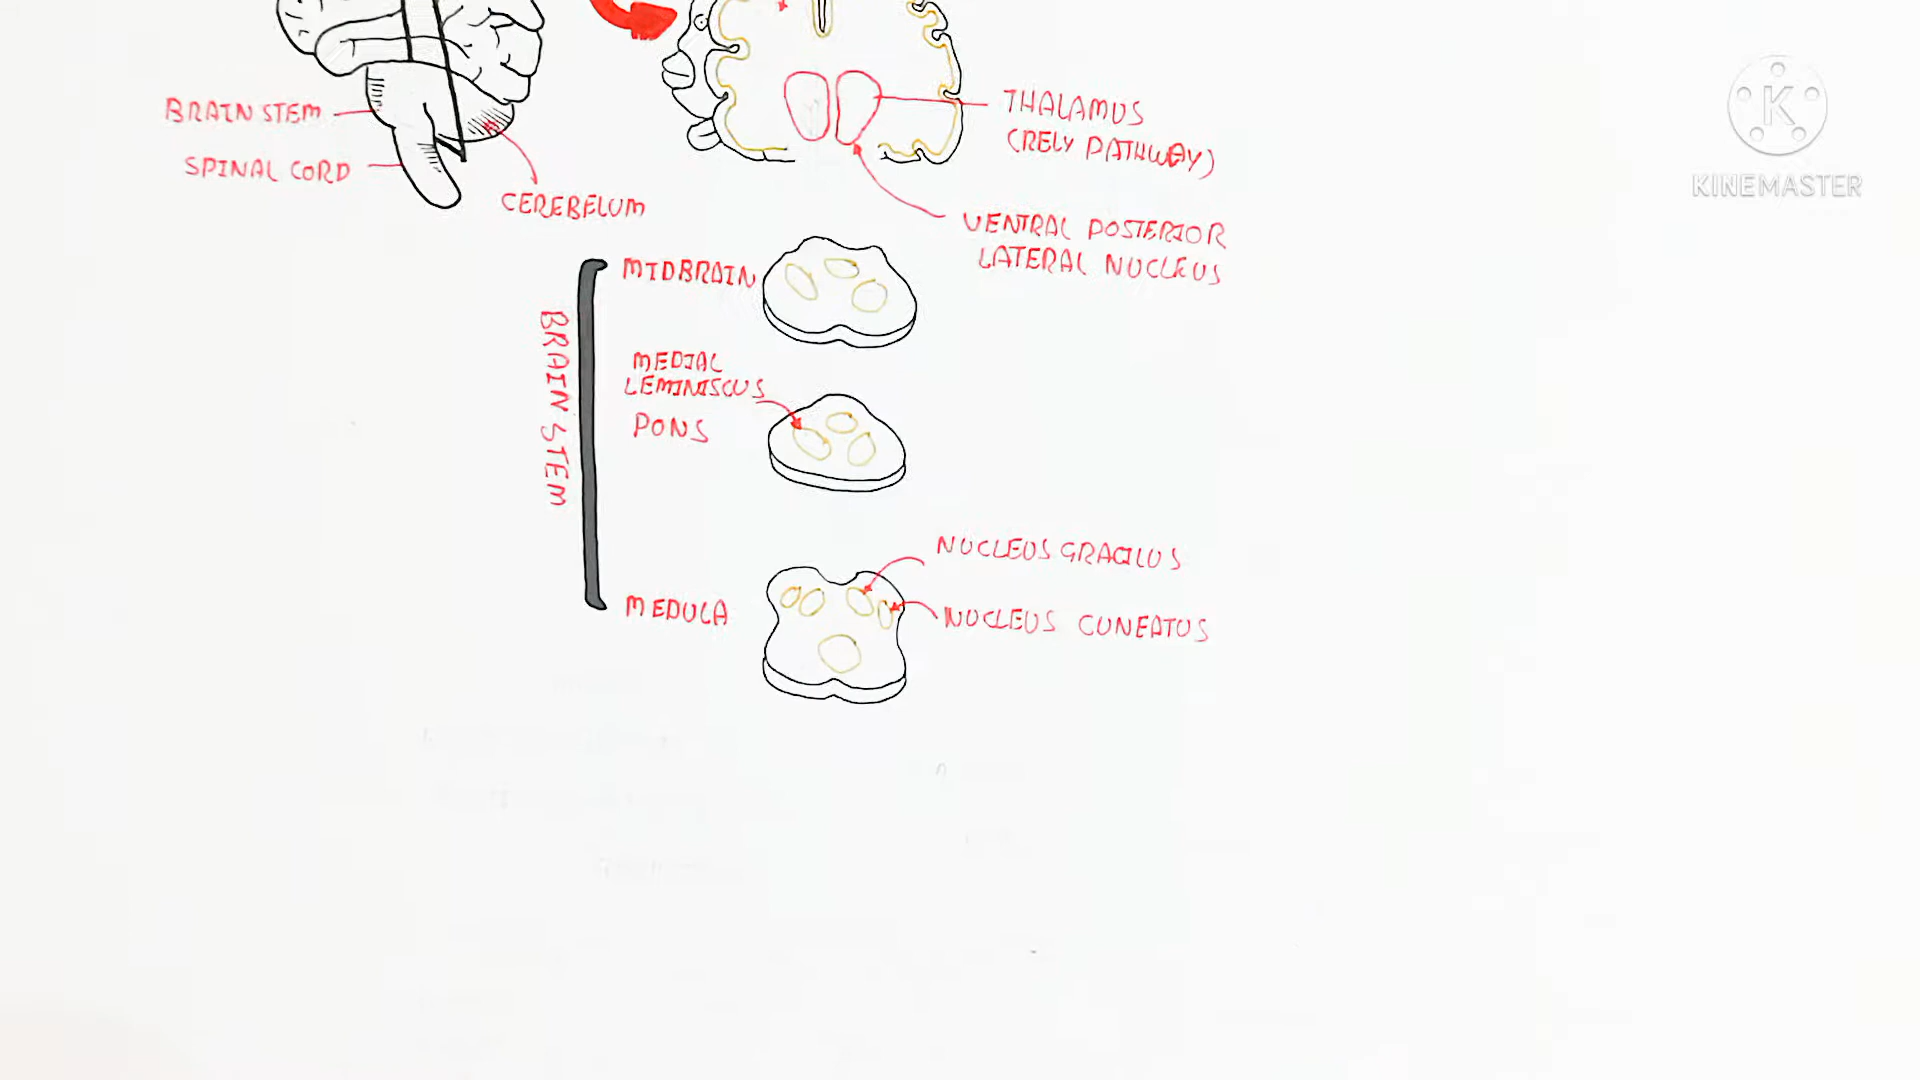 BRAIN STEM
SPINAL CORD
CEREBELUM
THALAMUS
(RELY PATHWAY)
VENTRAL POSTERIOR
LATERAL NUCLEUS
KINEMASTER
BRAIN STEM
MIDBRAIN
MEDIAL
LEMINISCUS
PONS
NUCLEUS GRACILUS
NUCLEUS CUNEATUS
MEDULA